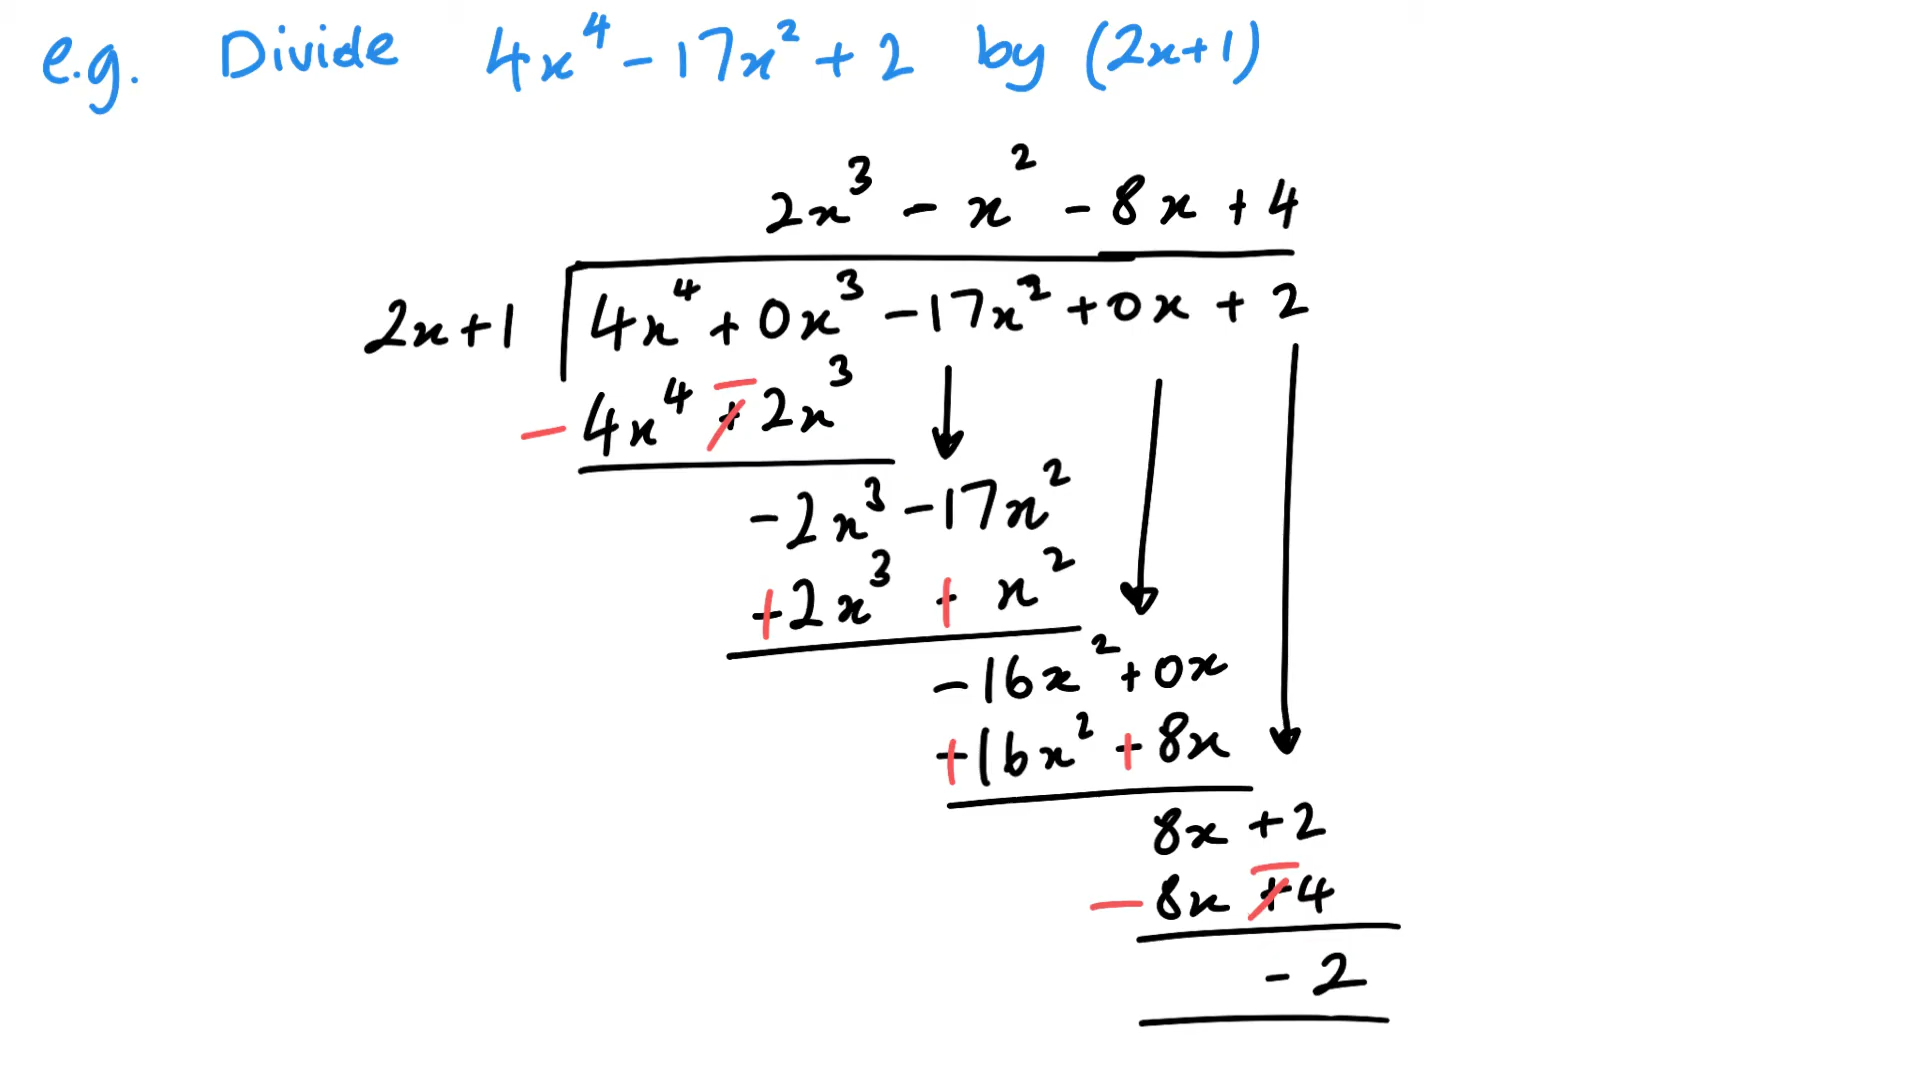 e.g. Divide 4x⁴ - 17x² + 2 by (2x+1)
2x³ - x² - 8x + 4
2x+1 4x⁴ + 0x³ - 17x² + 0x + 2
- 4x⁴ + 2x³
- 2x³ - 17x²
+ 2x³ + x²
- 16x² + 0x
+ 16x² + 8x
8x + 2
- 8x + 4
- 2